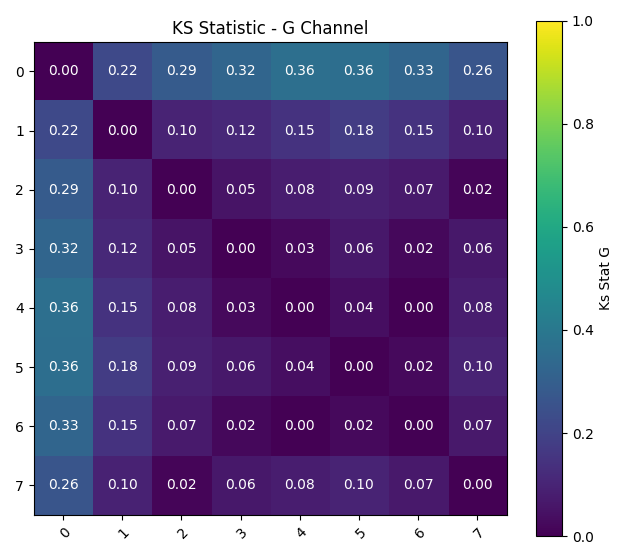 KS Statistic - G Channel
0 0.00 0.22 0.29 0.32 0.36 0.36 0.33 0.26
1 0.22 0.00 0.10 0.12 0.15 0.18 0.15 0.10
2 0.29 0.10 0.00 0.05 0.08 0.09 0.07 0.02
3 0.32 0.12 0.05 0.00 0.03 0.06 0.02 0.06
4 0.36 0.15 0.08 0.03 0.00 0.04 0.00 0.08
5 0.36 0.18 0.09 0.06 0.04 0.00 0.02 0.10
6 0.33 0.15 0.07 0.02 0.00 0.02 0.00 0.07
7 0.26 0.10 0.02 0.06 0.08 0.10 0.07 0.00
0 1 2 3 4 5 6 7
1.0
0.8
0.6
0.4
0.2
0.0
Ks Stat G